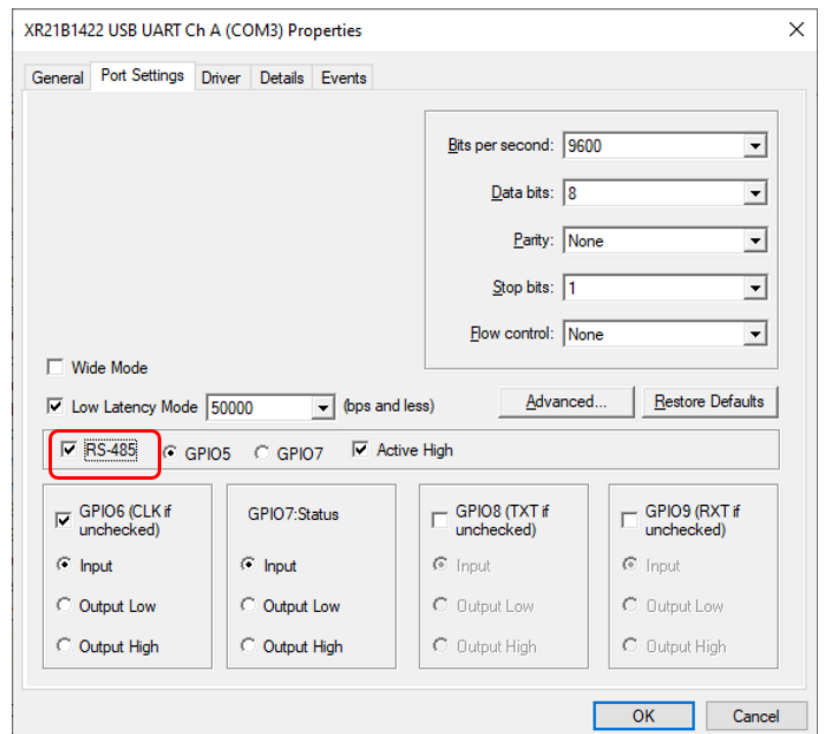 XR21B1422 USB UART Ch A (COM3) Properties
General Port Settings Driver Details Events
Bits per second: 9600
Data bits: 8
Parity: None
Stop bits: 1
Flow control: None
Wide Mode
Low Latency Mode 50000 (bps and less) Advanced... Restore Defaults
RS-485 GPIO5 GPIO7 Active High
GPIO6 (CLK if
unchecked)
Input
Output Low
Output High
GPIO7:Status
Input
Output Low
Output High
GPIO8 (TXT if
unchecked)
Input
Output Low
Output High
GPIO9 (RXT if
unchecked)
Input
Output Low
Output High
OK Cancel